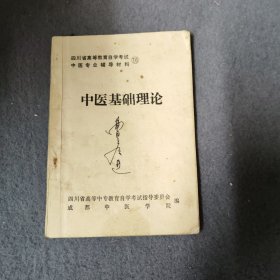 四川省高等教育自学考试
中医专业辅导材料
中医基础理论
四川省高等中专教育自学考试指导委员会
成都中医学院 编